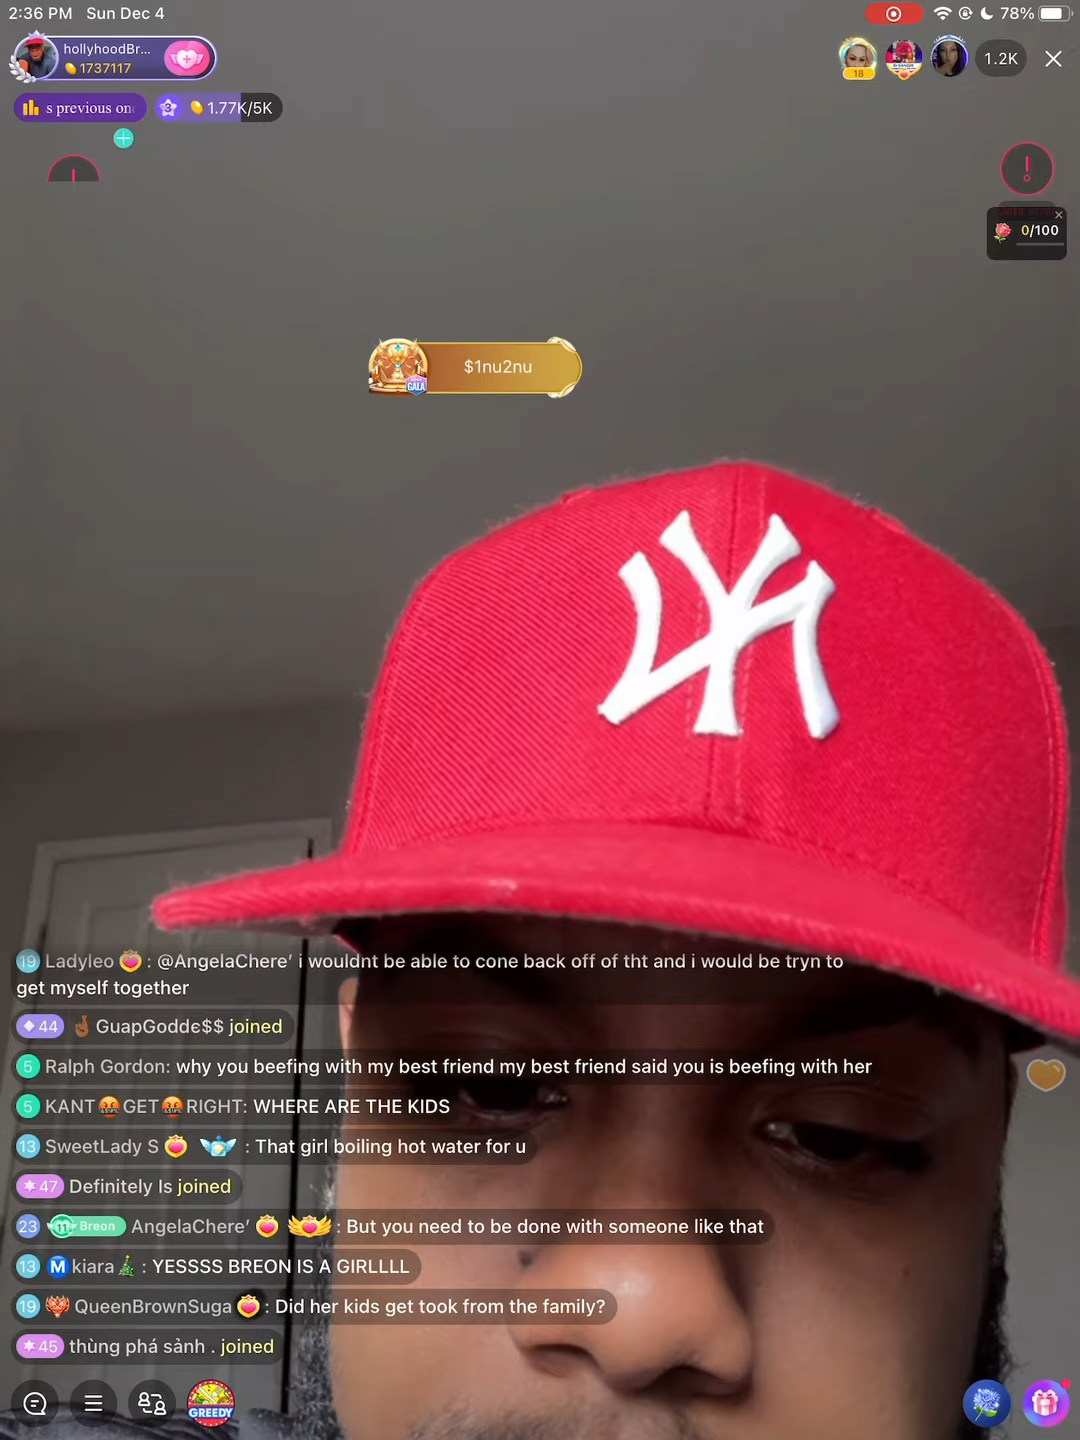 2:36 PM Sun Dec 4
78%
hollyhoodBr...
1737117
18
1.2K
s previous on
3 1.77K/5K
0/100
$1nu2nu
GALA
NY
19 Ladyleo : @AngelaChere’ i wouldnt be able to cone back off of tht and i would be tryn to
get myself together
44 GuapGodd€$$ joined
5 Ralph Gordon: why you beefing with my best friend my best friend said you is beefing with her
5 KANT GET RIGHT: WHERE ARE THE KIDS
13 SweetLady S : That girl boiling hot water for u
47 Definitely Is joined
23 11 Breon AngelaChere’ : But you need to be done with someone like that
13 M kiara : YESSSS BREON IS A GIRLLLL
19 QueenBrownSuga : Did her kids get took from the family?
45 thùng phá sảnh . joined
GREEDY